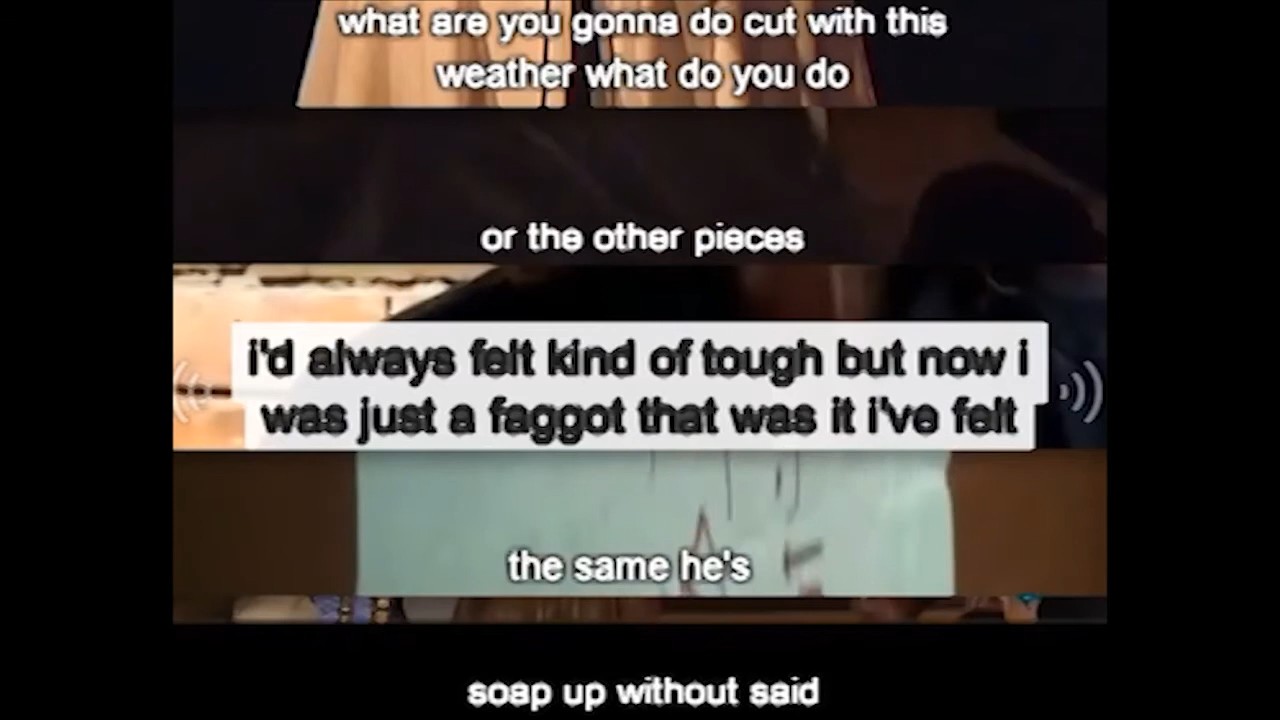 what are you gonna do cut with this
weather what do you do
or the other pieces
i'd always felt kind of tough but now i
was just a faggot that was it i've felt
the same he's
soap up without said